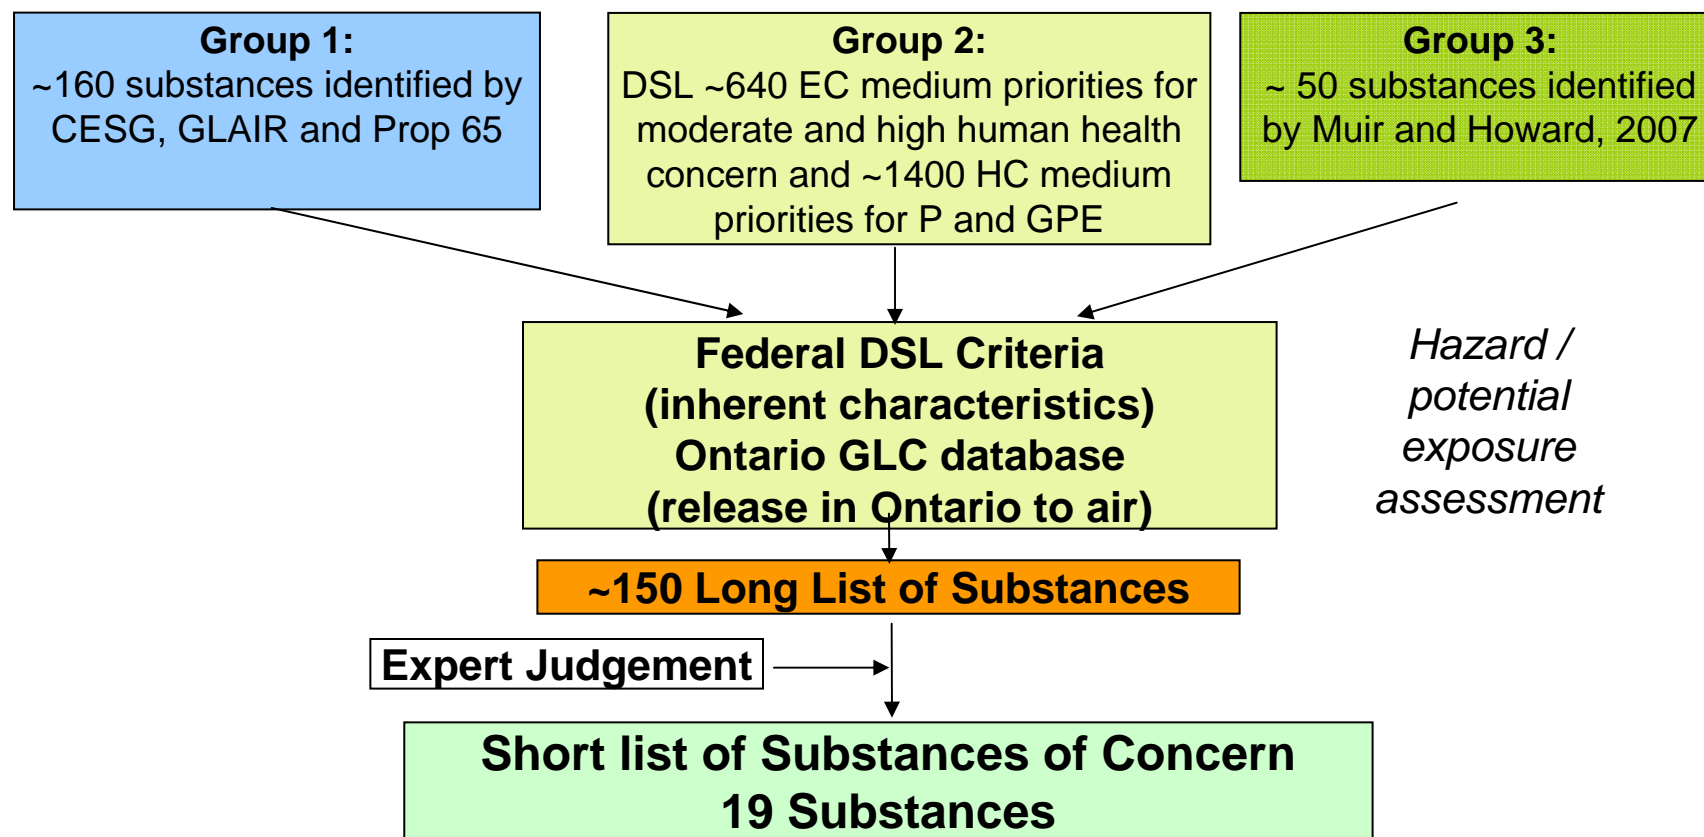 Group 1:
~160 substances identified by
CESG, GLAIR and Prop 65
Group 2:
DSL ~640 EC medium priorities for
moderate and high human health
concern and ~1400 HC medium
priorities for P and GPE
Group 3:
~ 50 substances identified
by Muir and Howard, 2007
Federal DSL Criteria
(inherent characteristics)
Ontario GLC database
(release in Ontario to air)
Hazard /
potential
exposure
assessment
~150 Long List of Substances
Expert Judgement
Short list of Substances of Concern
19 Substances